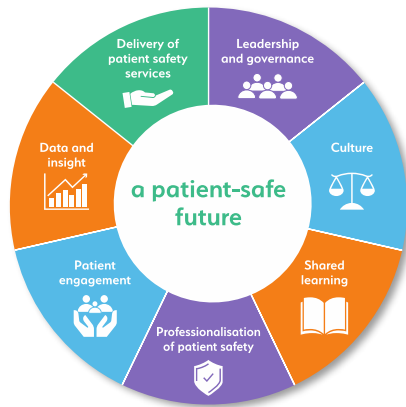 Delivery of
patient safety
services
Leadership
and governance
Culture
Shared
learning
Professionalisation
of patient safety
Patient
engagement
Data and
insight
a patient-safe
future